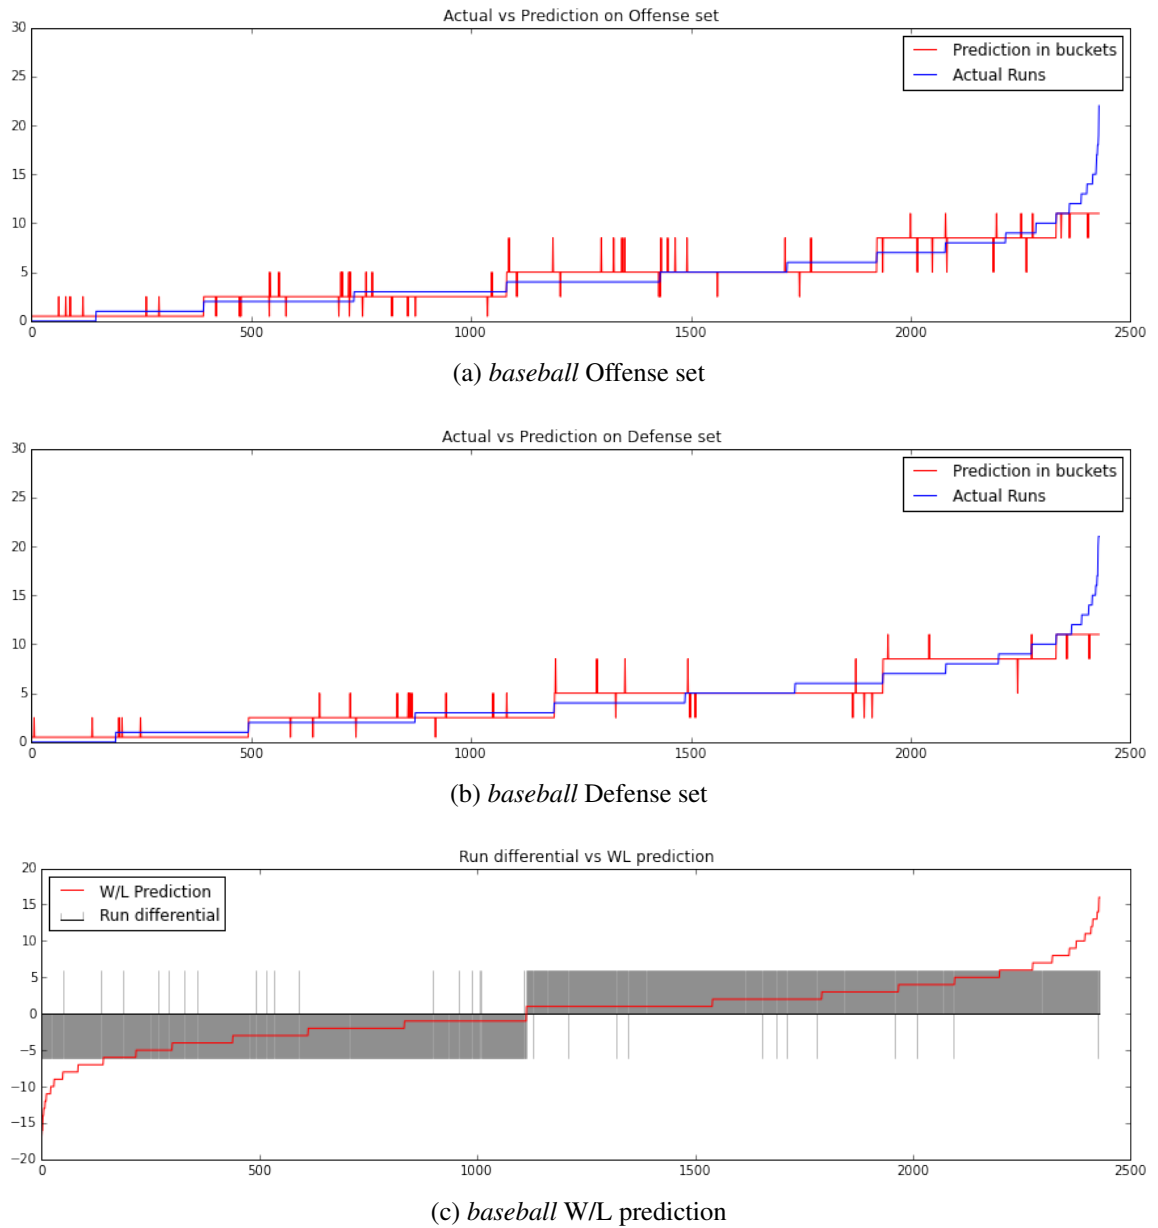 Actual vs Prediction on Offense set
30
25
20
15
10
5
0
Prediction in buckets
Actual Runs
0 500 1000 1500 2000 2500
(a) baseball Offense set
Actual vs Prediction on Defense set
30
25
20
15
10
5
0
Prediction in buckets
Actual Runs
0 500 1000 1500 2000 2500
(b) baseball Defense set
Run differential vs WL prediction
20
15
10
5
0
−5
−10
−15
−20
W/L Prediction
Run differential
0 500 1000 1500 2000 2500
(c) baseball W/L prediction